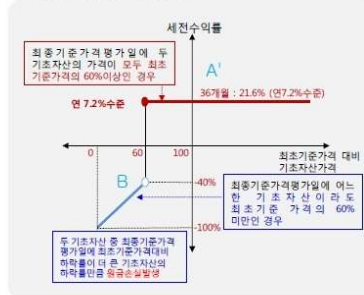 세전수익률
최종기준가격평가일에 두
기초자산의 가격이 모두 최초
기준가격의 60%이상인 경우
A'
36개월 : 21.6% (연7.2%수준)
연 7.2%수준
0 60 100
최초기준가격 대비
기초자산가격
B
-40%
최종기준가격평가일에 어느
한 기초자산이라도
최초기준 가격의 60%
미만인 경우
-100%
두 기초자산 중 최종기준가격
평가일에 최초기준가격대비
하락률이 더 큰 기초자산의
하락률만큼 원금손실발생